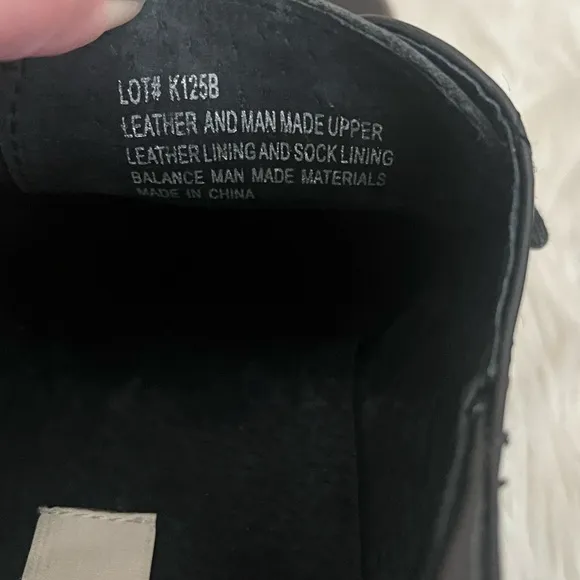 LOT# K125B
LEATHER AND MAN MADE UPPER
LEATHER LINING AND SOCK LINING
BALANCE MAN MADE MATERIALS
MADE IN CHINA